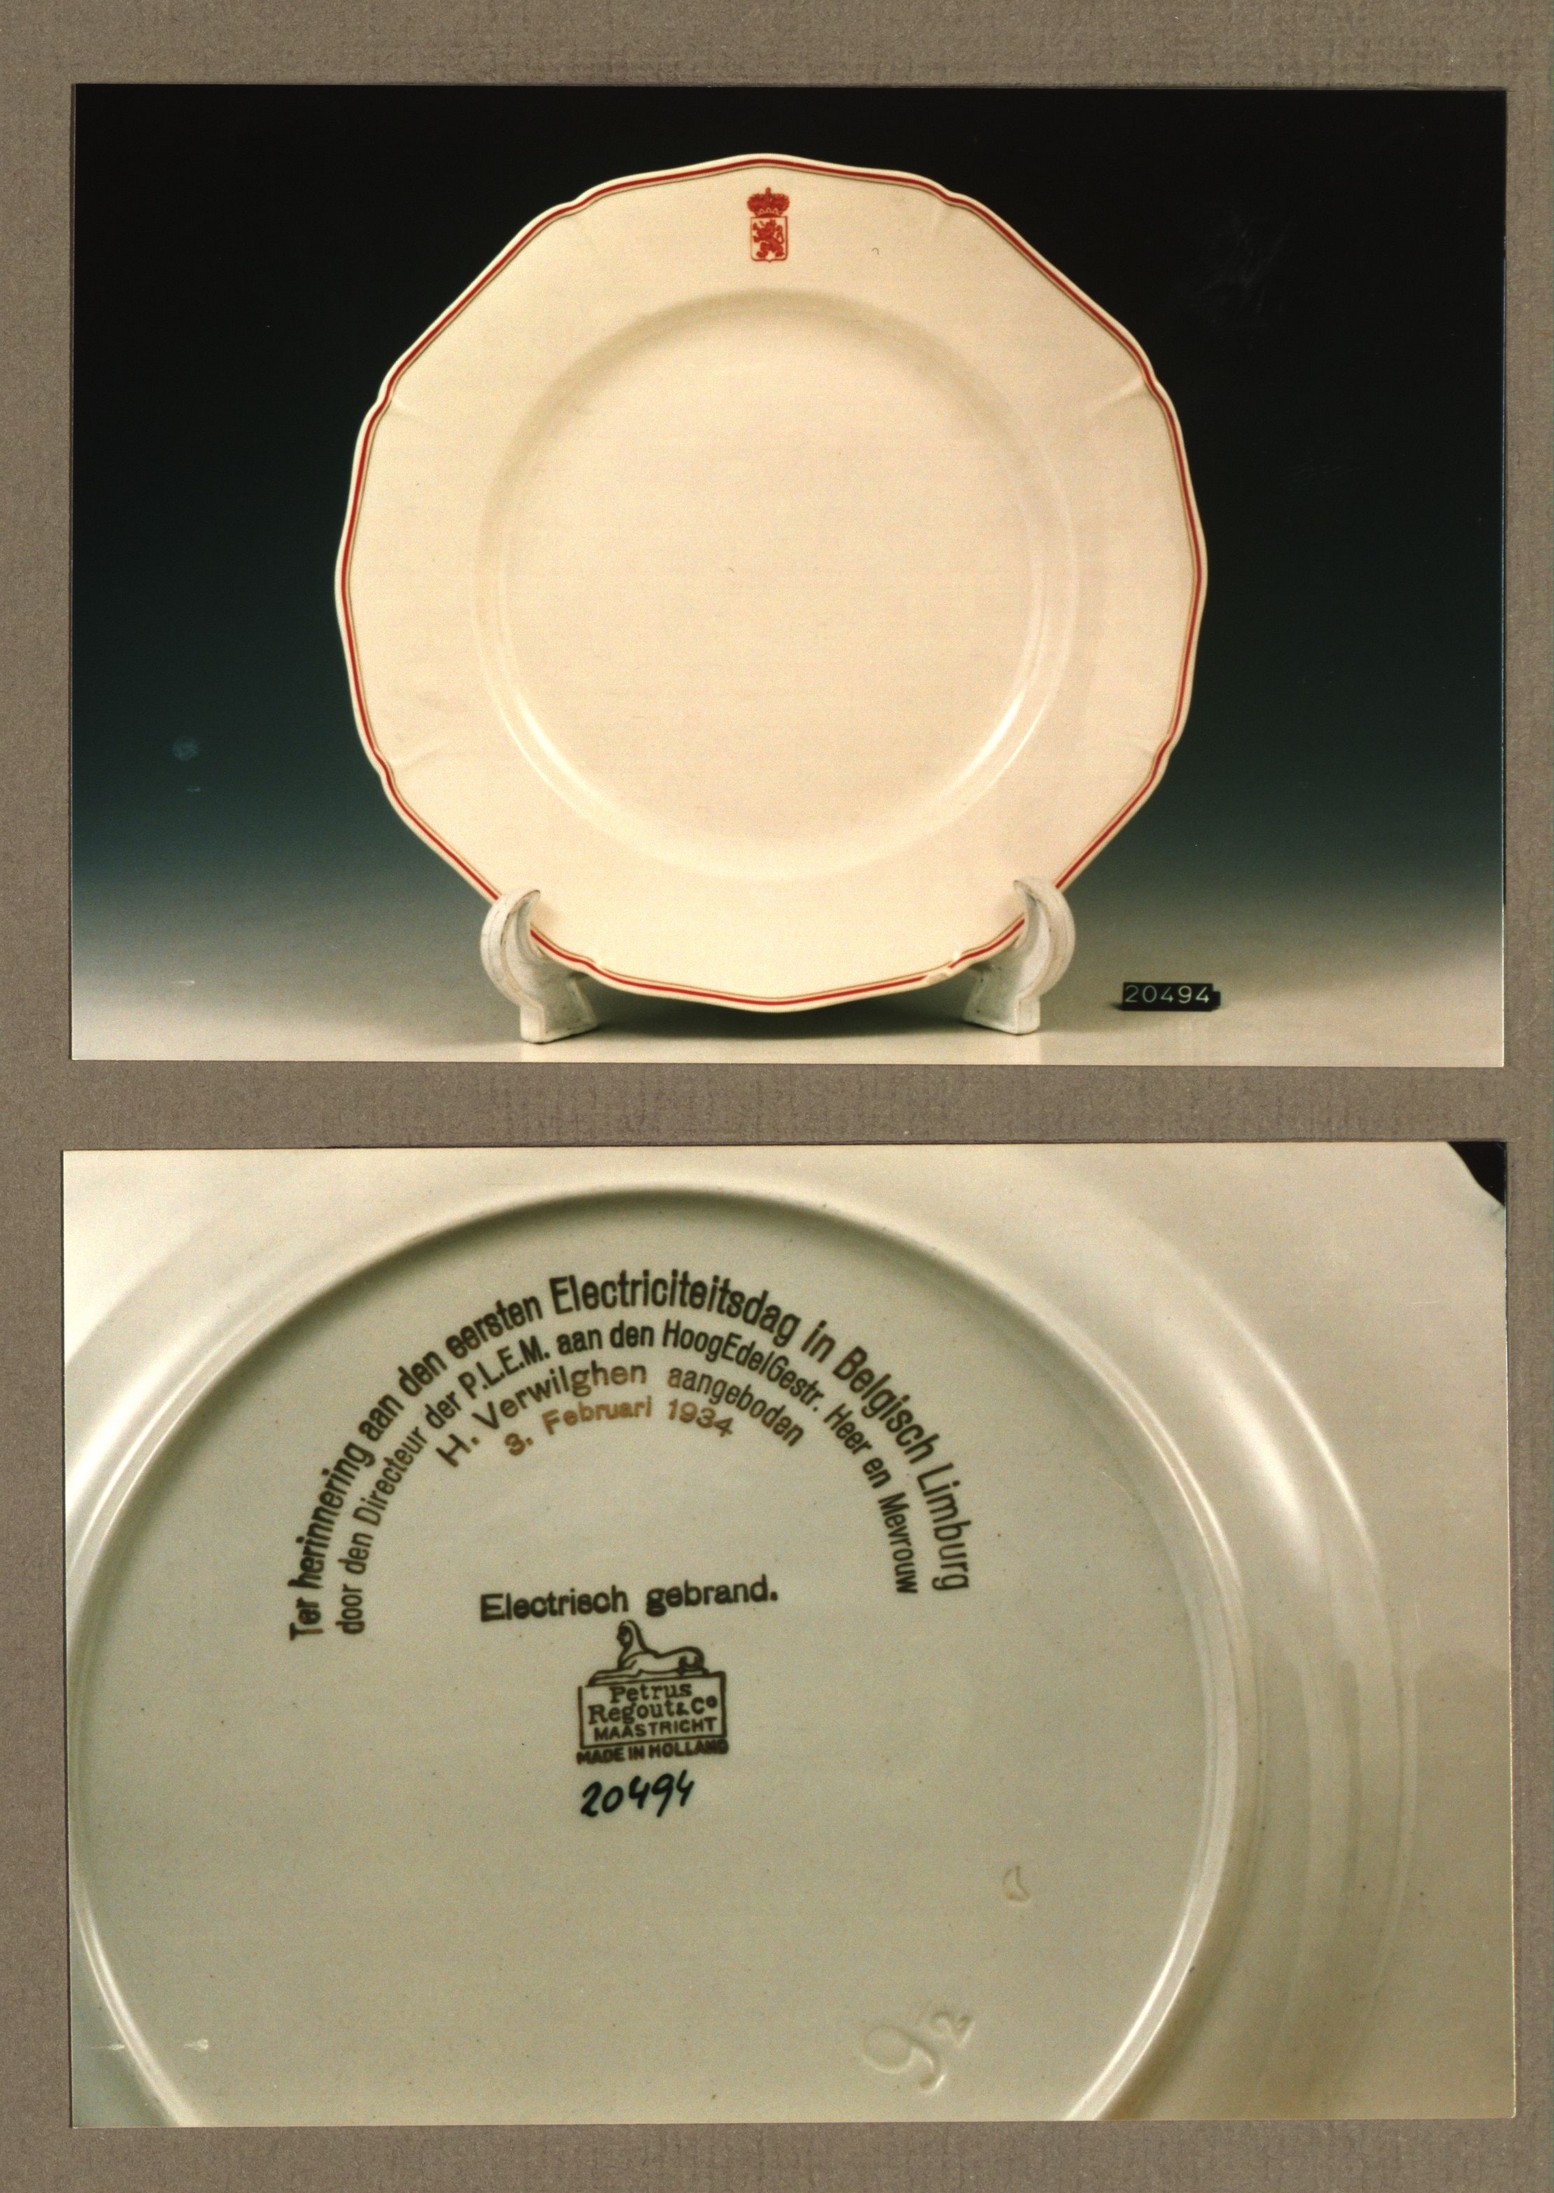 20494
Ter herinnering aan den eersten Electriciteitsdag in Belgisch Limburg
door den Directeur der P.L.E.M. aan den HoogEdelGestr. Heer en Mevrouw
H. Verwilghen aangeboden
3. Februari 1934
Electrisch gebrand.
Petrus
Regout & Co
MAASTRICHT
MADE IN HOLLAND
20494
92